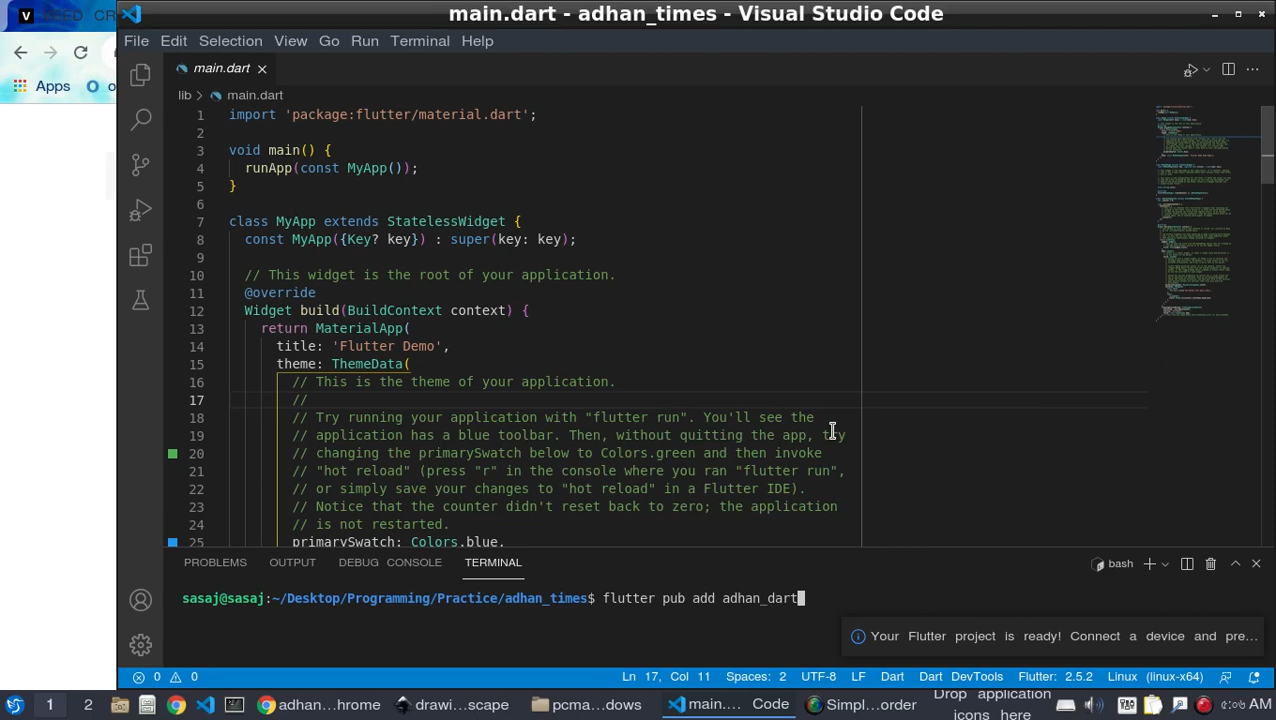 main.dart - adhan_times - Visual Studio Code
File Edit Selection View Go Run Terminal Help
main.dart
Apps
lib > main.dart
1 import 'package:flutter/material.dart';
2
3 void main() {
4 runApp(const MyApp());
5 }
6
7 class MyApp extends StatelessWidget {
8 const MyApp({Key? key}) : super(key: key);
9
10 // This widget is the root of your application.
11 @override
12 Widget build(BuildContext context) {
13 return MaterialApp(
14 title: 'Flutter Demo',
15 theme: ThemeData(
16 // This is the theme of your application.
17 //
18 // Try running your application with "flutter run". You'll see the
19 // application has a blue toolbar. Then, without quitting the app, try
20 // changing the primarySwatch below to Colors.green and then invoke
21 // "hot reload" (press "r" in the console where you ran "flutter run",
22 // or simply save your changes to "hot reload" in a Flutter IDE).
23 // Notice that the counter didn't reset back to zero; the application
24 // is not restarted.
25 primarySwatch: Colors.blue,
PROBLEMS OUTPUT DEBUG CONSOLE TERMINAL
bash
sasaj@sasaj:~/Desktop/Programming/Practice/adhan_times$ flutter pub add adhan_dart
Your Flutter project is ready! Connect a device and pre...
0 0 Ln 17, Col 11 Spaces: 2 UTF-8 LF Dart Dart DevTools Flutter: 2.5.2 Linux (linux-x64)
1 2 adhan...hrome drawi...scape pcma...dows main.... Code Simpl...order
Drop application
icons here